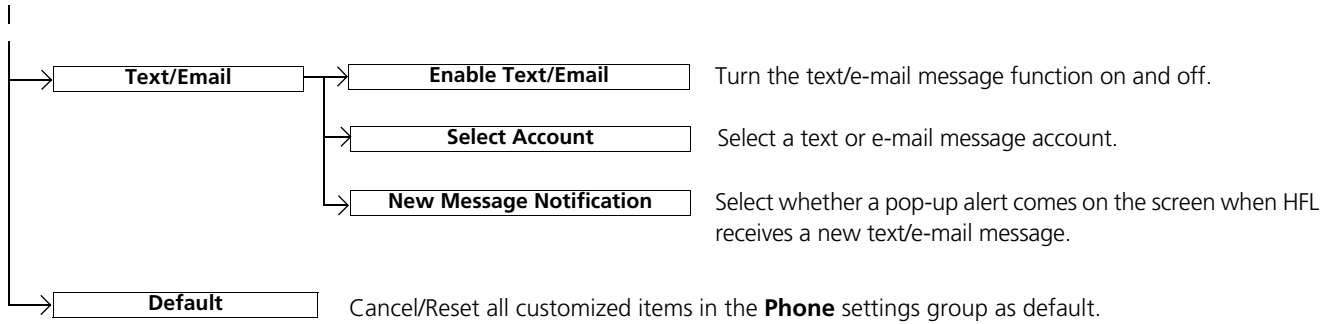 Text/Email
Enable Text/Email
Turn the text/e-mail message function on and off.
Select Account
Select a text or e-mail message account.
New Message Notification
Select whether a pop-up alert comes on the screen when HFL
receives a new text/e-mail message.
Default
Cancel/Reset all customized items in the Phone settings group as default.